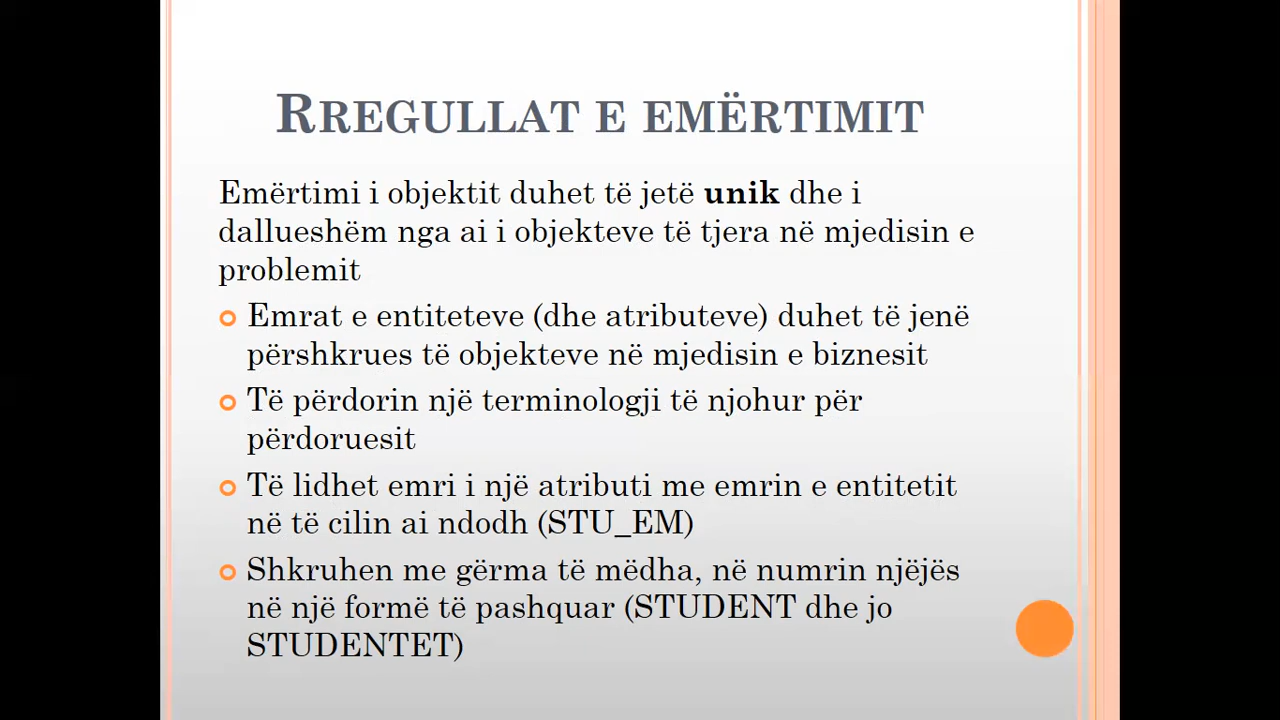 RREGULLAT E EMËRTIMIT
Emërtimi i objektit duhet të jetë unik dhe i
dallueshëm nga ai i objekteve të tjera në mjedisin e
problemit
Emrat e entiteteve (dhe atributeve) duhet të jenë
përshkrues të objekteve në mjedisin e biznesit
Të përdorin një terminologji të njohur për
përdoruesit
Të lidhet emri i një atributi me emrin e entitetit
në të cilin ai ndodh (STU_EM)
Shkruhen me gërma të mëdha, në numrin njëjës
në një formë të pashquar (STUDENT dhe jo
STUDENTET)